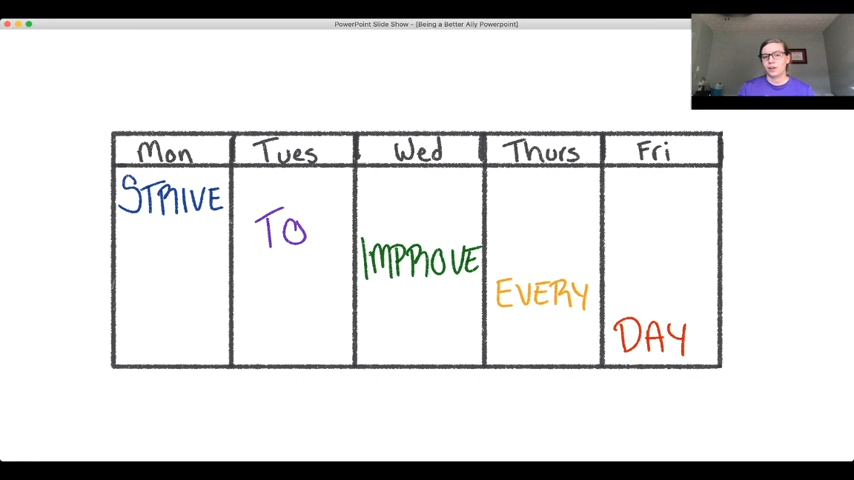 PowerPoint Slide Show - [Being a Better Ally Powerpoint]
Mon Tues Wed Thurs Fri
STRIVE
TO
IMPROVE
EVERY
DAY